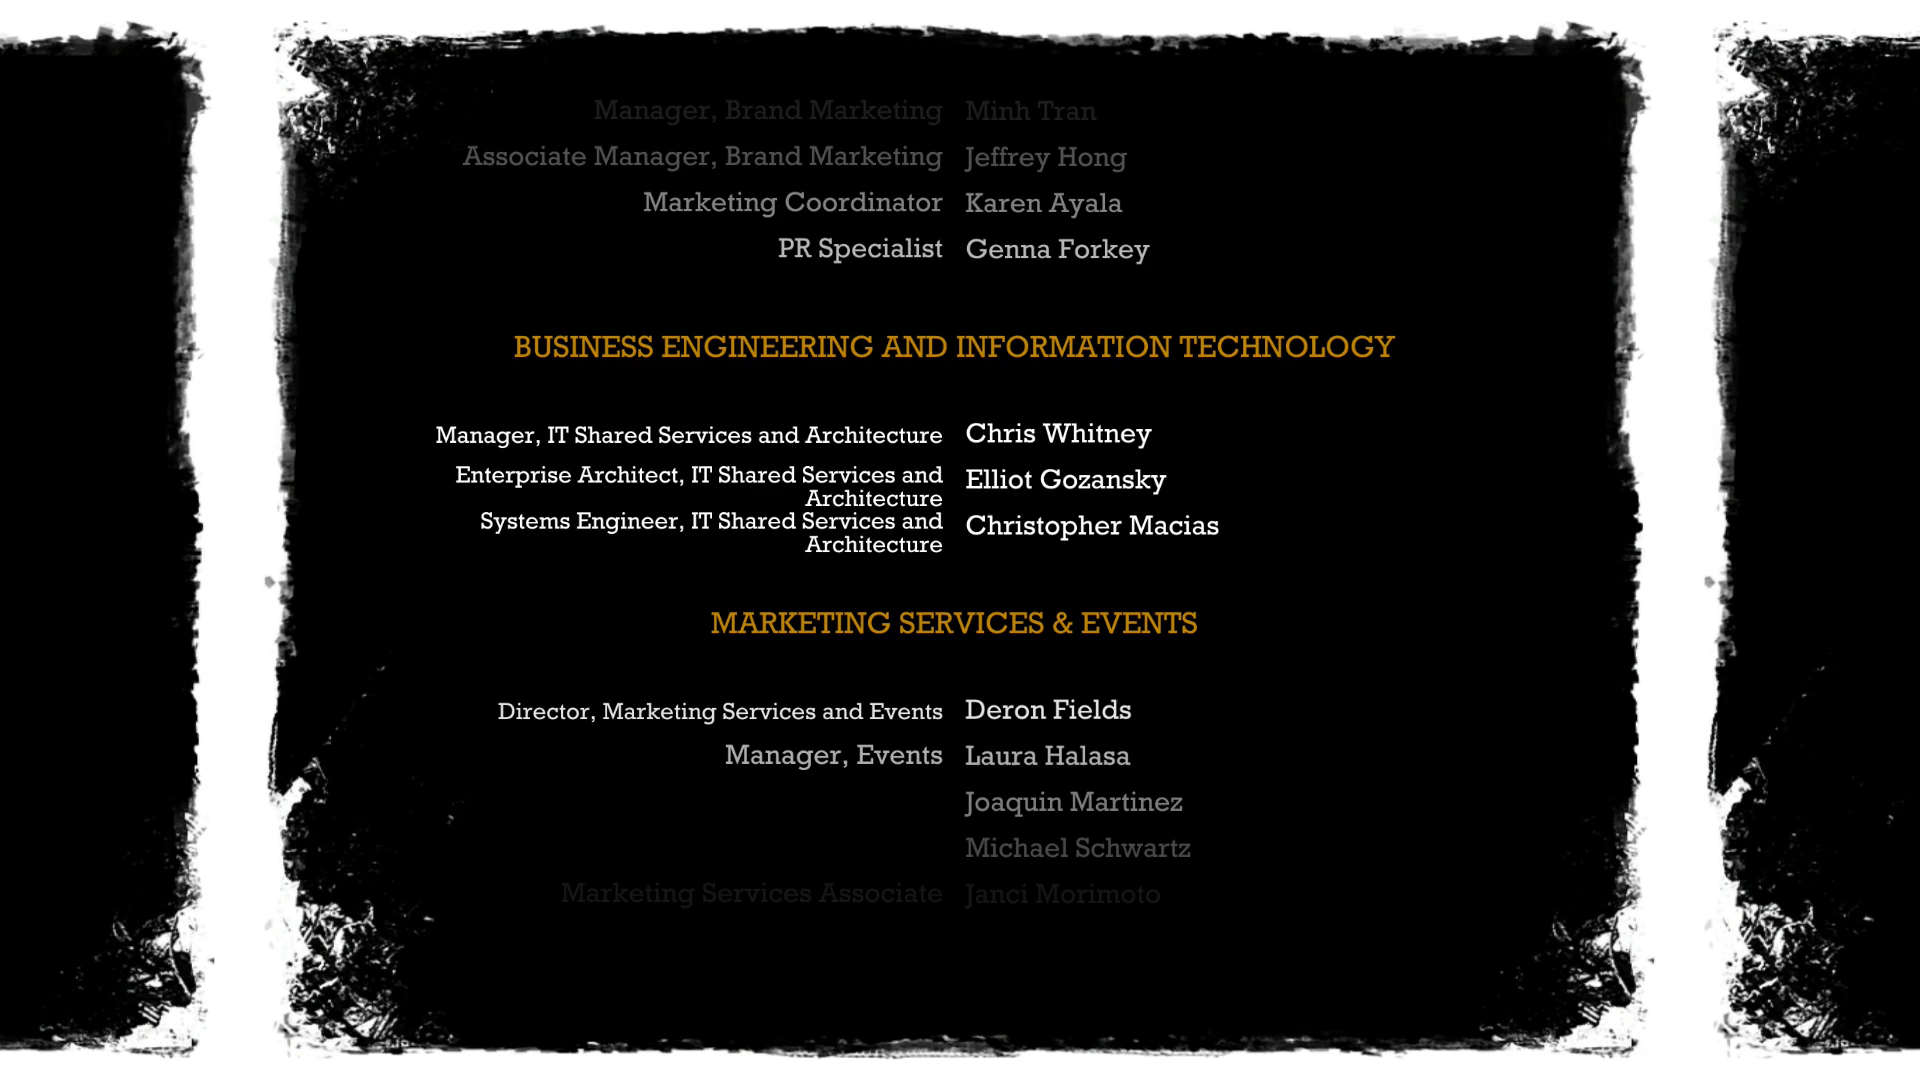 Manager, Brand Marketing Minh Tran
Associate Manager, Brand Marketing Jeffrey Hong
Marketing Coordinator Karen Ayala
PR Specialist Genna Forkey
BUSINESS ENGINEERING AND INFORMATION TECHNOLOGY
Manager, IT Shared Services and Architecture Chris Whitney
Enterprise Architect, IT Shared Services and
Architecture Elliot Gozansky
Systems Engineer, IT Shared Services and
Architecture Christopher Macias
MARKETING SERVICES & EVENTS
Director, Marketing Services and Events Deron Fields
Manager, Events Laura Halasa
Joaquin Martinez
Michael Schwartz
Marketing Services Associate Janci Morimoto